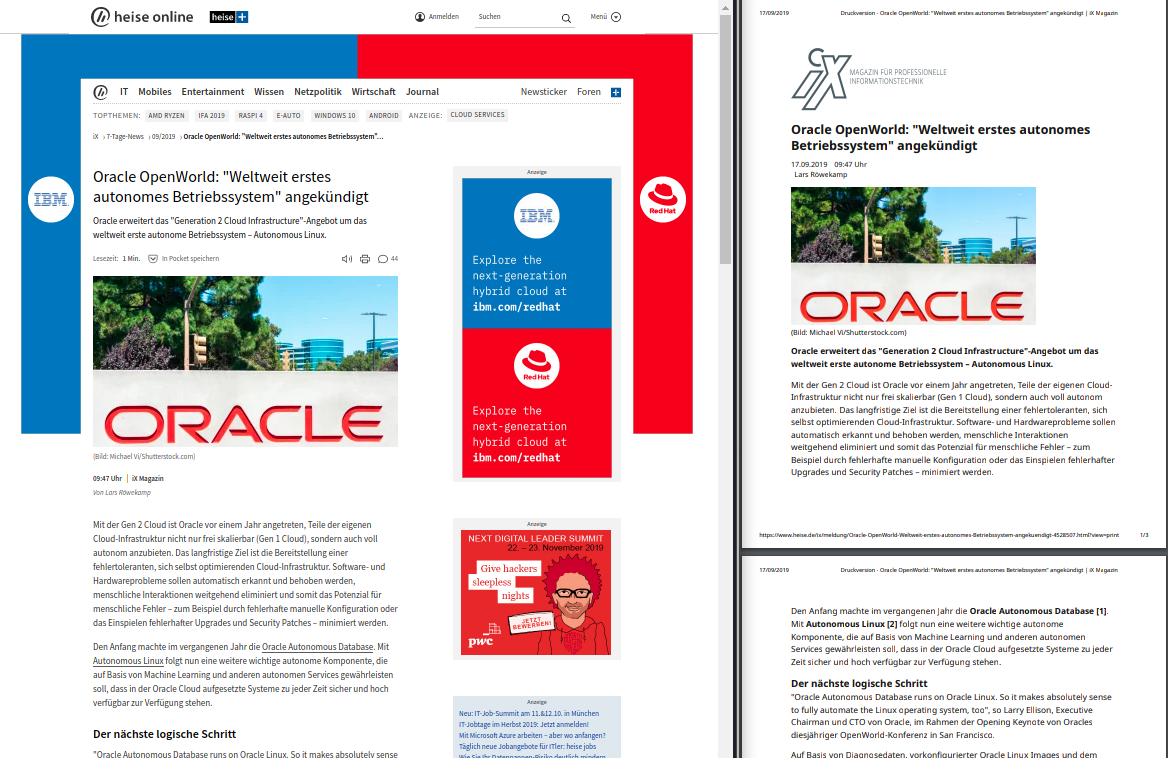 heise online
heise +
Anmelden
Suchen
Menü
IT Mobiles Entertainment Wissen Netzpolitik Wirtschaft Journal
Newsticker Foren
TOPTHEMEN: AMD RYZEN IFA 2019 RASPI 4 E-AUTO WINDOWS 10 ANDROID ANZEIGE: CLOUD SERVICES
iX › 7-Tage-News › 09/2019 › Oracle OpenWorld: "Weltweit erstes autonomes Betriebssystem"...
Oracle OpenWorld: "Weltweit erstes
autonomes Betriebssystem" angekündigt
Oracle erweitert das "Generation 2 Cloud Infrastructure"-Angebot um das
weltweit erste autonome Betriebssystem – Autonomous Linux.
Lesezeit: 1 Min. In Pocket speichern
44
ORACLE
(Bild: Michael Vi/Shutterstock.com)
09:47 Uhr | iX Magazin
Von Lars Röwekamp
Mit der Gen 2 Cloud ist Oracle vor einem Jahr angetreten, Teile der eigenen
Cloud-Infrastruktur nicht nur frei skalierbar (Gen 1 Cloud), sondern auch voll
autonom anzubieten. Das langfristige Ziel ist die Bereitstellung einer
fehlertoleranten, sich selbst optimierenden Cloud-Infrastruktur. Software- und
Hardwareprobleme sollen automatisch erkannt und behoben werden,
menschliche Interaktionen weitgehend eliminiert und somit das Potenzial für
menschliche Fehler – zum Beispiel durch fehlerhafte manuelle Konfiguration oder
das Einspielen fehlerhafter Upgrades und Security Patches – minimiert werden.
Den Anfang machte im vergangenen Jahr die Oracle Autonomous Database. Mit
Autonomous Linux folgt nun eine weitere wichtige autonome Komponente, die
auf Basis von Machine Learning und anderen autonomen Services gewährleisten
soll, dass in der Oracle Cloud aufgesetzte Systeme zu jeder Zeit sicher und hoch
verfügbar zur Verfügung stehen.
Der nächste logische Schritt
"Oracle Autonomous Database runs on Oracle Linux. So it makes absolutely sense
IBM
Red Hat
Anzeige
IBM
Explore the
next-generation
hybrid cloud at
ibm.com/redhat
Red Hat
Explore the
next-generation
hybrid cloud at
ibm.com/redhat
Anzeige
NEXT DIGITAL LEADER SUMMIT
22. – 23. November 2019
Give hackers
sleepless
nights
JETZT
BEWERBEN!
pwc
Anzeige
Neu: IT-Job-Summit am 11.&12.10. in München
IT-Jobtage im Herbst 2019: Jetzt anmelden!
Mit Microsoft Azure arbeiten – aber wo anfangen?
Täglich neue Jobangebote für ITler: heise jobs
Wie Sie Ihr Datenpannen-Risiko deutlich mindern
17/09/2019
Druckversion - Oracle OpenWorld: "Weltweit erstes autonomes Betriebssystem" angekündigt | iX Magazin
iX
MAGAZIN FÜR PROFESSIONELLE
INFORMATIONSTECHNIK
Oracle OpenWorld: "Weltweit erstes autonomes
Betriebssystem" angekündigt
17.09.2019 09:47 Uhr
Lars Röwekamp
ORACLE
(Bild: Michael Vi/Shutterstock.com)
Oracle erweitert das "Generation 2 Cloud Infrastructure"-Angebot um das
weltweit erste autonome Betriebssystem – Autonomous Linux.
Mit der Gen 2 Cloud ist Oracle vor einem Jahr angetreten, Teile der eigenen Cloud-
Infrastruktur nicht nur frei skalierbar (Gen 1 Cloud), sondern auch voll autonom
anzubieten. Das langfristige Ziel ist die Bereitstellung einer fehlertoleranten, sich
selbst optimierenden Cloud-Infrastruktur. Software- und Hardwareprobleme sollen
automatisch erkannt und behoben werden, menschliche Interaktionen
weitgehend eliminiert und somit das Potenzial für menschliche Fehler – zum
Beispiel durch fehlerhafte manuelle Konfiguration oder das Einspielen fehlerhafter
Upgrades und Security Patches – minimiert werden.
https://www.heise.de/ix/meldung/Oracle-OpenWorld-Weltweit-erstes-autonomes-Betriebssystem-angekuendigt-4528507.html?view=print
1/3
17/09/2019
Druckversion - Oracle OpenWorld: "Weltweit erstes autonomes Betriebssystem" angekündigt | iX Magazin
Den Anfang machte im vergangenen Jahr die Oracle Autonomous Database [1].
Mit Autonomous Linux [2] folgt nun eine weitere wichtige autonome
Komponente, die auf Basis von Machine Learning und anderen autonomen
Services gewährleisten soll, dass in der Oracle Cloud aufgesetzte Systeme zu jeder
Zeit sicher und hoch verfügbar zur Verfügung stehen.
Der nächste logische Schritt
"Oracle Autonomous Database runs on Oracle Linux. So it makes absolutely sense
to fully automate the Linux operating system, too", so Larry Ellison, Executive
Chairman und CTO von Oracle, im Rahmen der Opening Keynote von Oracles
diesjähriger OpenWorld-Konferenz in San Francisco.
Auf Basis von Diagnosedaten, vorkonfigurierter Oracle Linux Images und dem